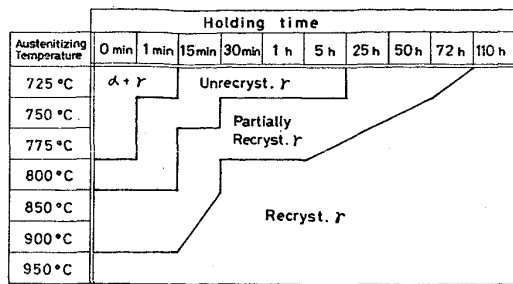 Holding time
Austenitizing Temperature 0 min 1 min 15 min 30 min 1 h 5 h 25 h 50 h 72 h 110 h
725 °C α + γ Unrecryst. γ
750 °C Partially
775 °C Recryst. γ
800 °C
850 °C Recryst. γ
900 °C
950 °C